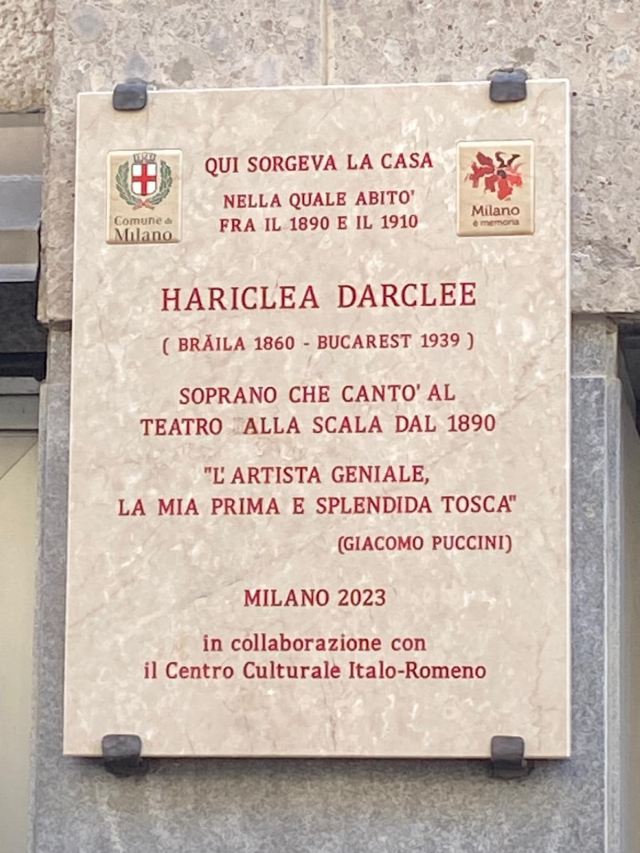 Comune di
Milano
Milano
è memoria
QUI SORGEVA LA CASA
NELLA QUALE ABITO'
FRA IL 1890 E IL 1910
HARICLEA DARCLEE
( BRĂILA 1860 - BUCAREST 1939 )
SOPRANO CHE CANTO' AL
TEATRO ALLA SCALA DAL 1890
"L'ARTISTA GENIALE,
LA MIA PRIMA E SPLENDIDA TOSCA"
(GIACOMO PUCCINI)
MILANO 2023
in collaborazione con
il Centro Culturale Italo-Romeno